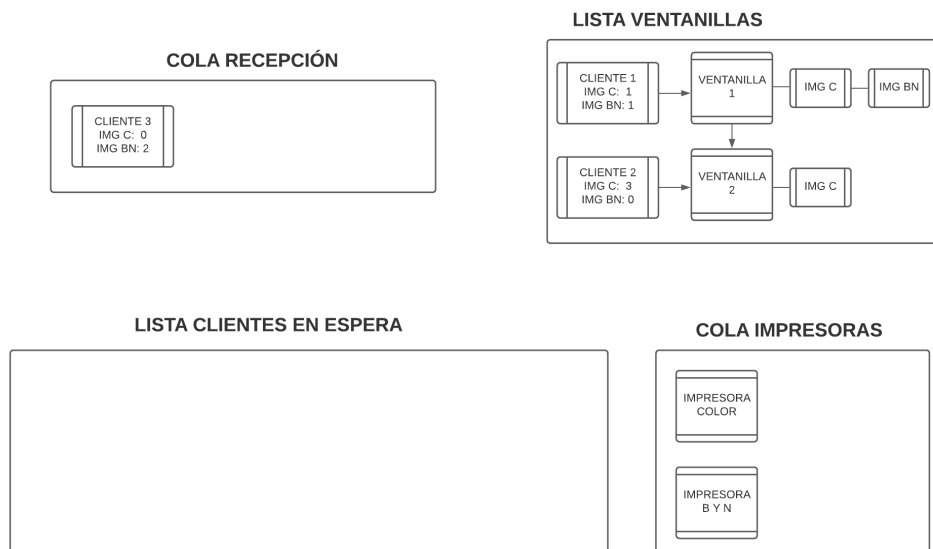 LISTA VENTANILLAS
COLA RECEPCIÓN
CLIENTE 3
IMG C:  0
IMG BN: 2
CLIENTE 1
IMG C:  1
IMG BN: 1
VENTANILLA
1
IMG C
IMG BN
CLIENTE 2
IMG C:  3
IMG BN: 0
VENTANILLA
2
IMG C
LISTA CLIENTES EN ESPERA
COLA IMPRESORAS
IMPRESORA
COLOR
IMPRESORA
B Y N